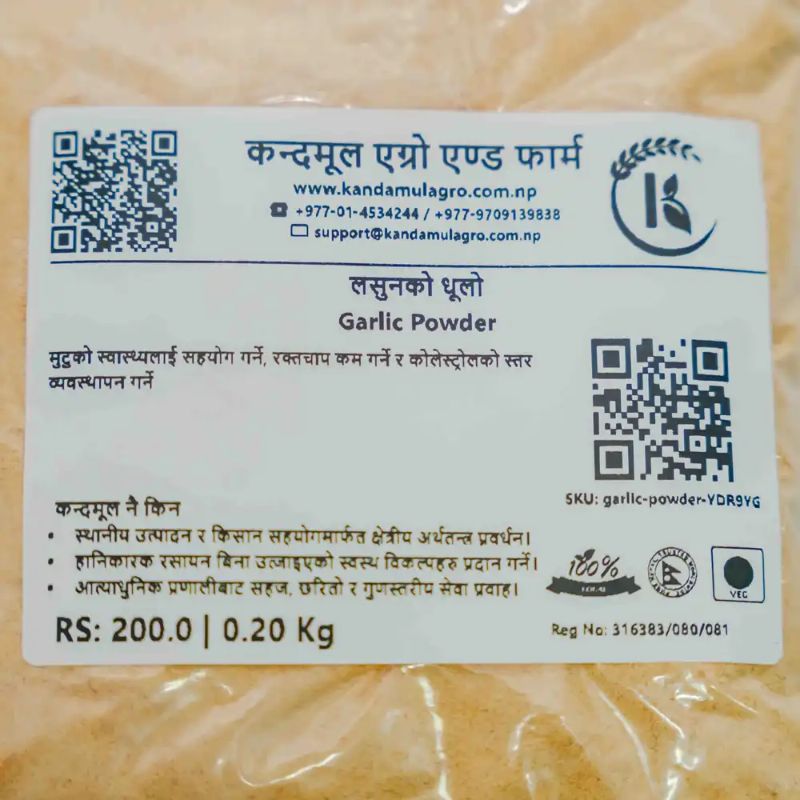 कन्दमूल एग्रो एण्ड फार्म
www.kandamulagro.com.np
+977-01-4534244 / +977-9709139838
support@kandamulagro.com.np
लसुनको धूलो
Garlic Powder
मुटुको स्वास्थ्यलाई सहयोग गर्ने, रक्तचाप कम गर्ने र कोलेस्ट्रोलको स्तर
व्यवस्थापन गर्ने
SKU: garlic-powder-YDR9YG
कन्दमूल नै किन
• स्थानीय उत्पादन र किसान सहयोगमार्फत क्षेत्रीय अर्थतन्त्र प्रवर्धन।
• हानिकारक रसायन बिना उत्जाइएको स्वस्थ विकल्पहरु प्रदान गर्ने।
• आत्याधुनिक प्रणालीबाट सहज, छरितो र गुणस्तरीय सेवा प्रवाह।
100%
LOCAL
VEG
RS: 200.0 | 0.20 Kg
Reg No: 316383/080/081